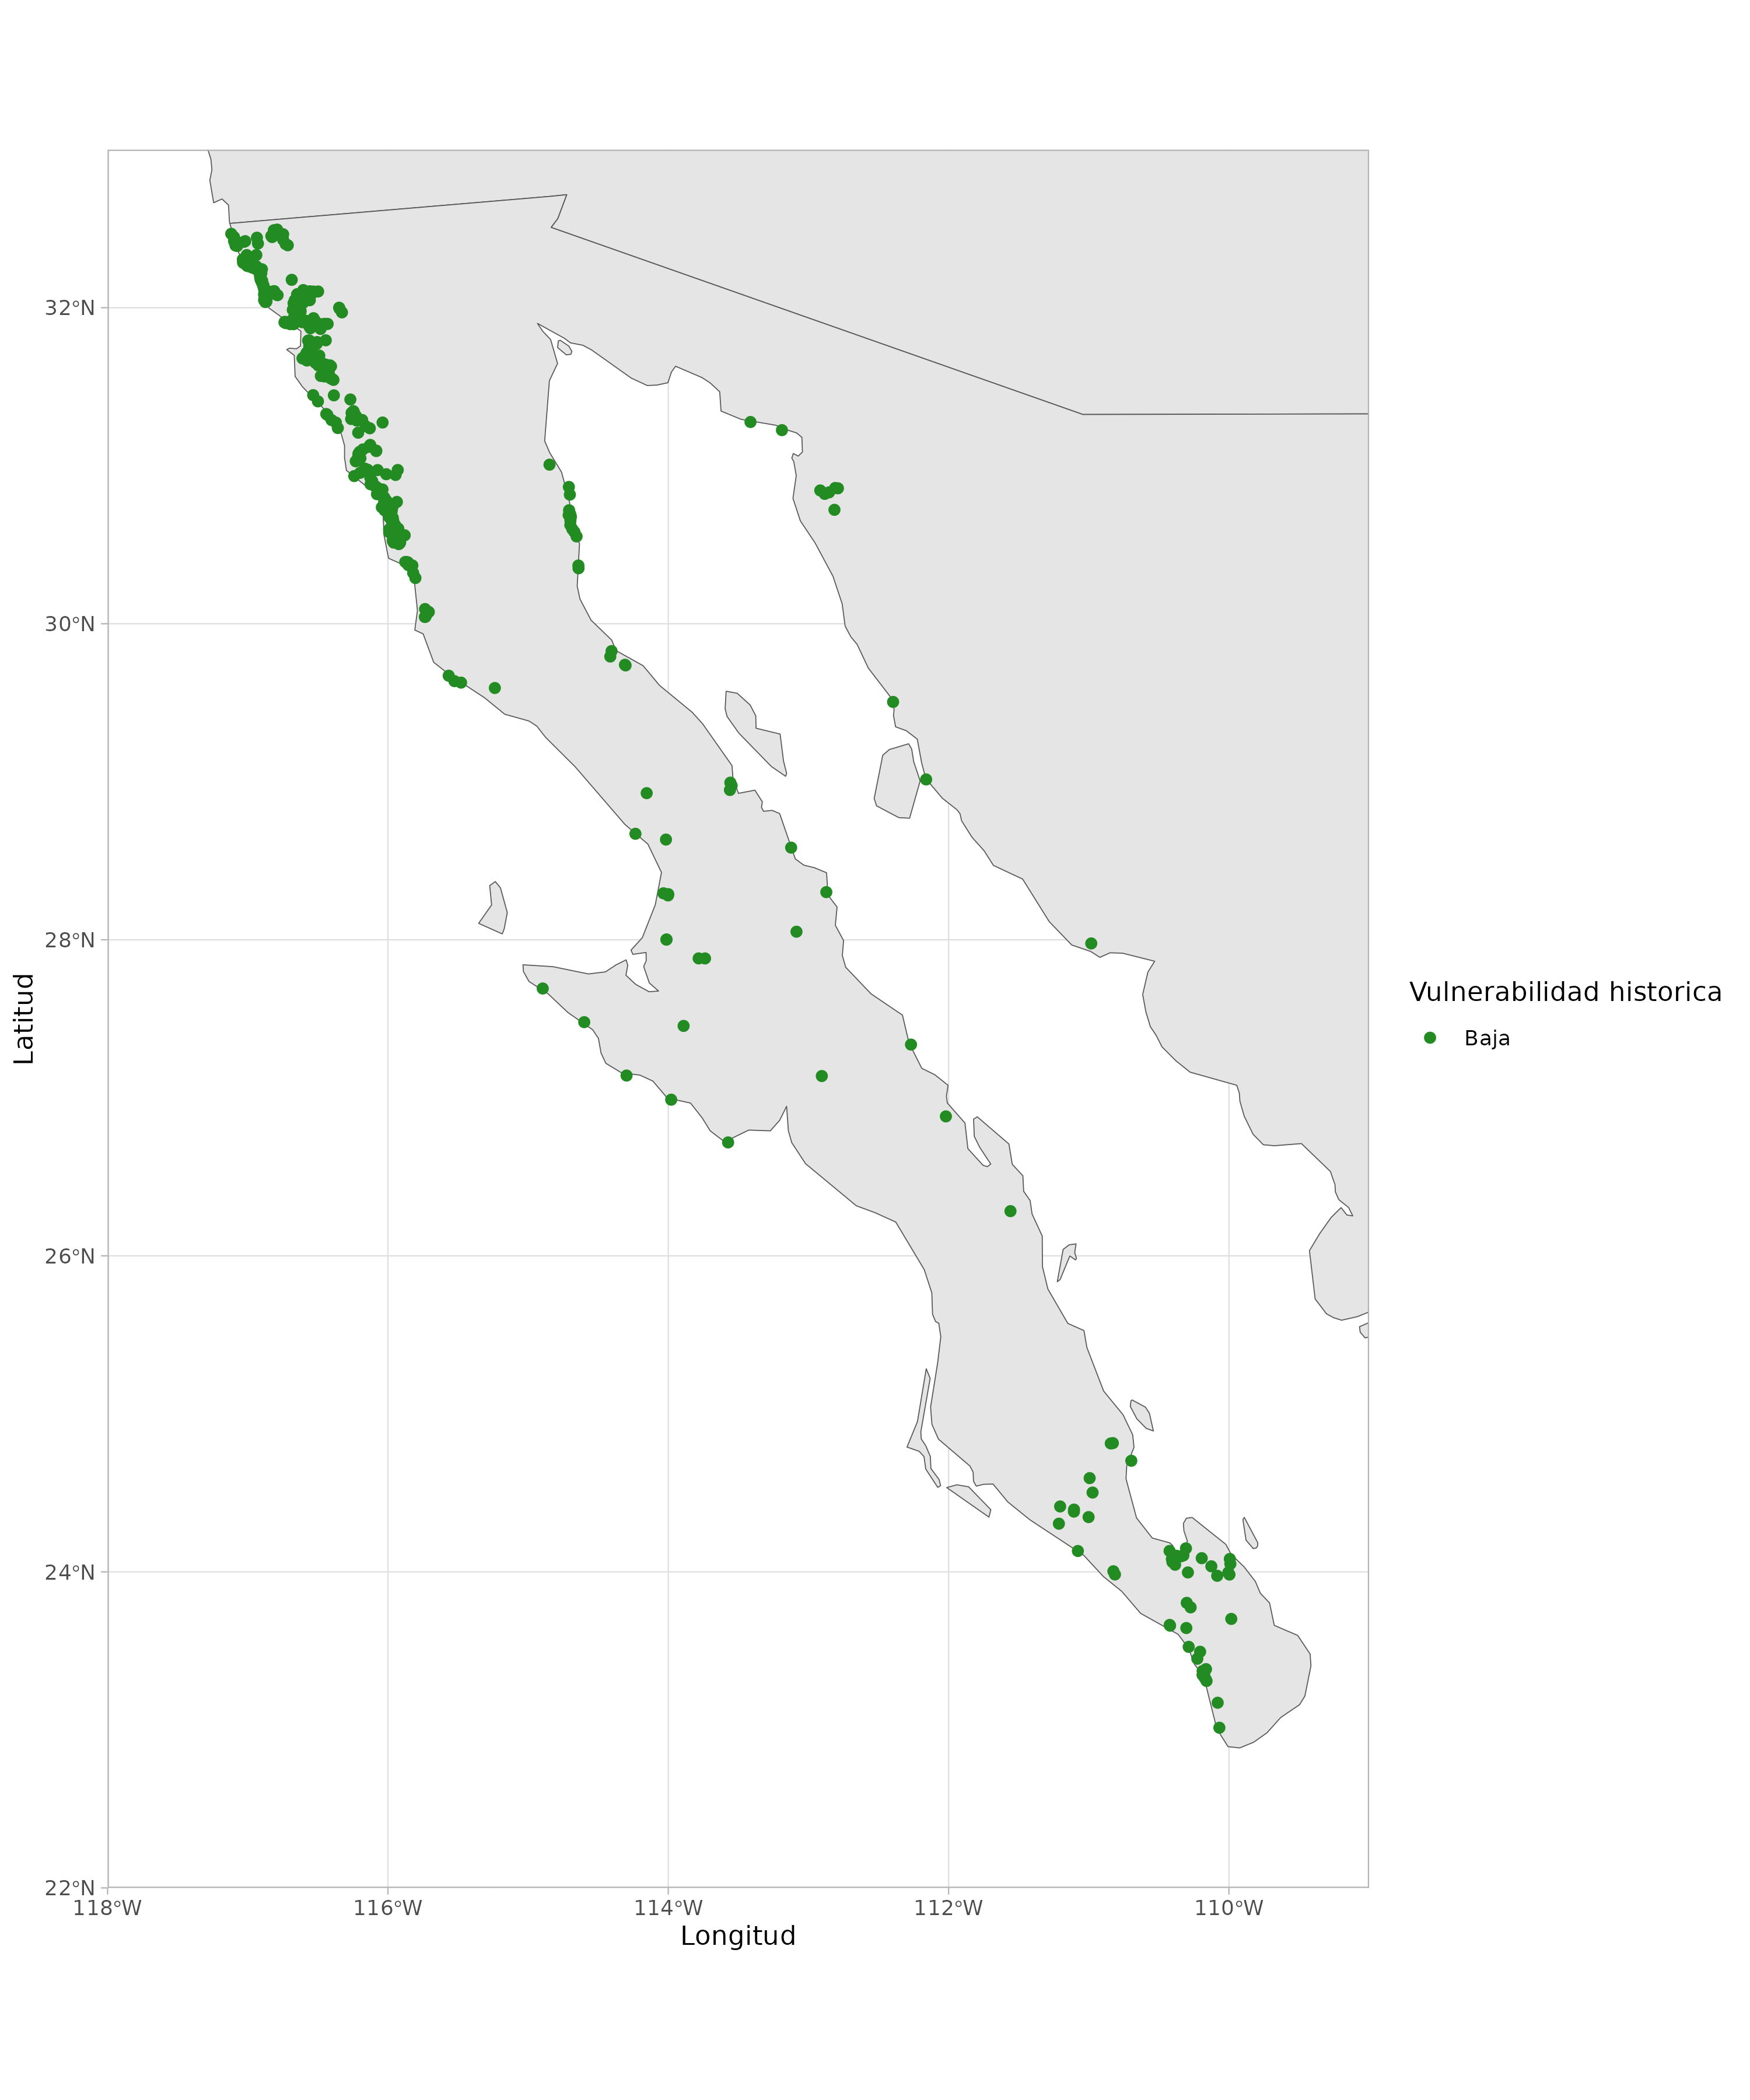 32°N
30°N
28°N
26°N
24°N
22°N
118°W 116°W 114°W 112°W 110°W
Longitud
Latitud
Vulnerabilidad historica
Baja